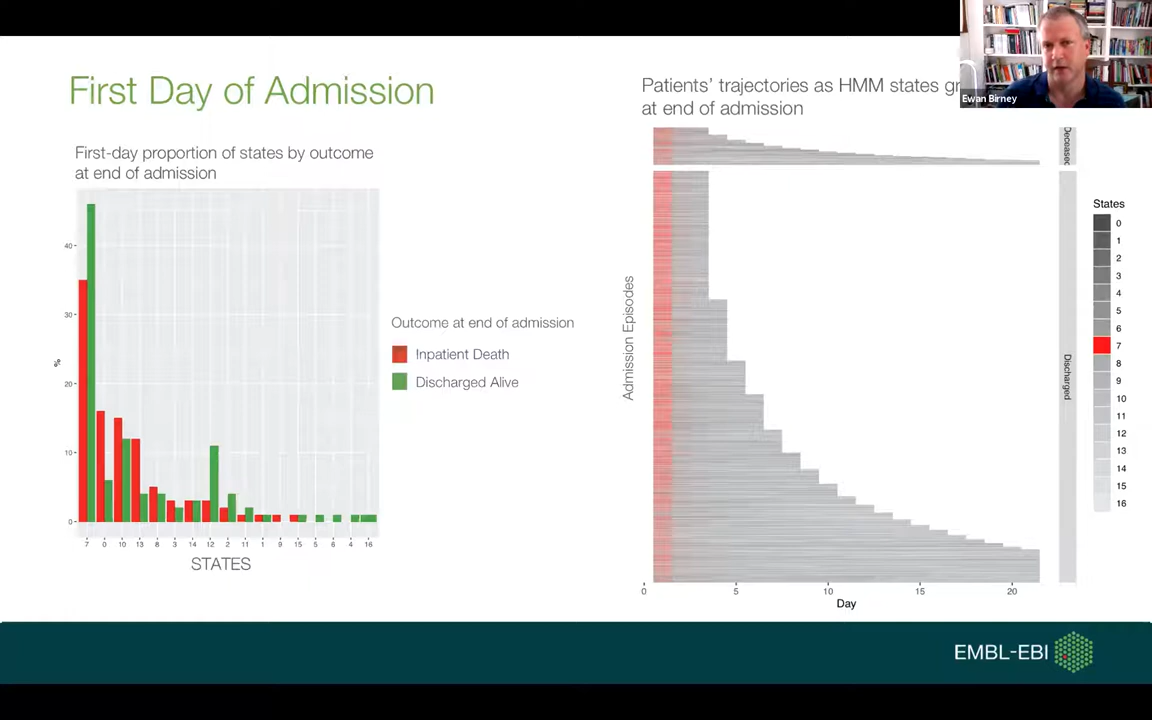 First Day of Admission
Patients' trajectories as HMM states
at end of admission
Ewan Birney
First-day proportion of states by outcome
at end of admission
%
40
30
20
10
0
7 0 10 13 8 3 14 12 2 11 1 9 15 5 6 4 16
STATES
Outcome at end of admission
Inpatient Death
Discharged Alive
Admission Episodes
Deceased
Discharged
0 5 10 15 20
Day
States
0
1
2
3
4
5
6
7
8
9
10
11
12
13
14
15
16
EMBL-EBI